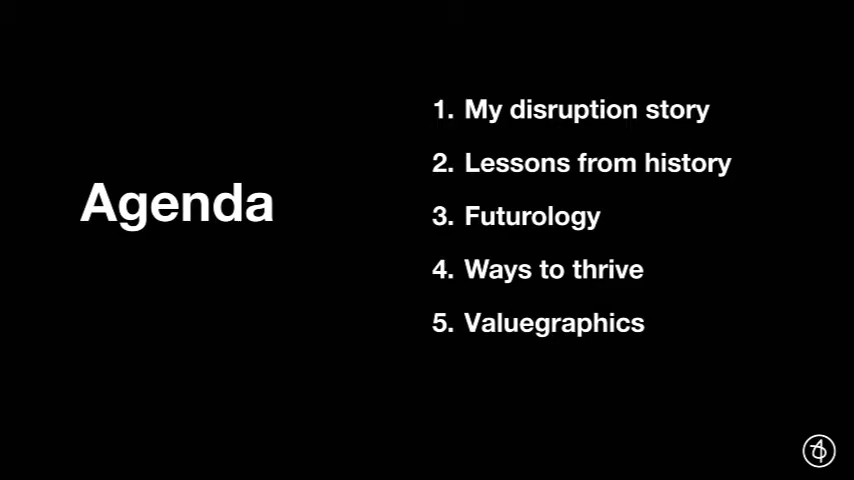 Agenda
1. My disruption story
2. Lessons from history
3. Futurology
4. Ways to thrive
5. Valuegraphics